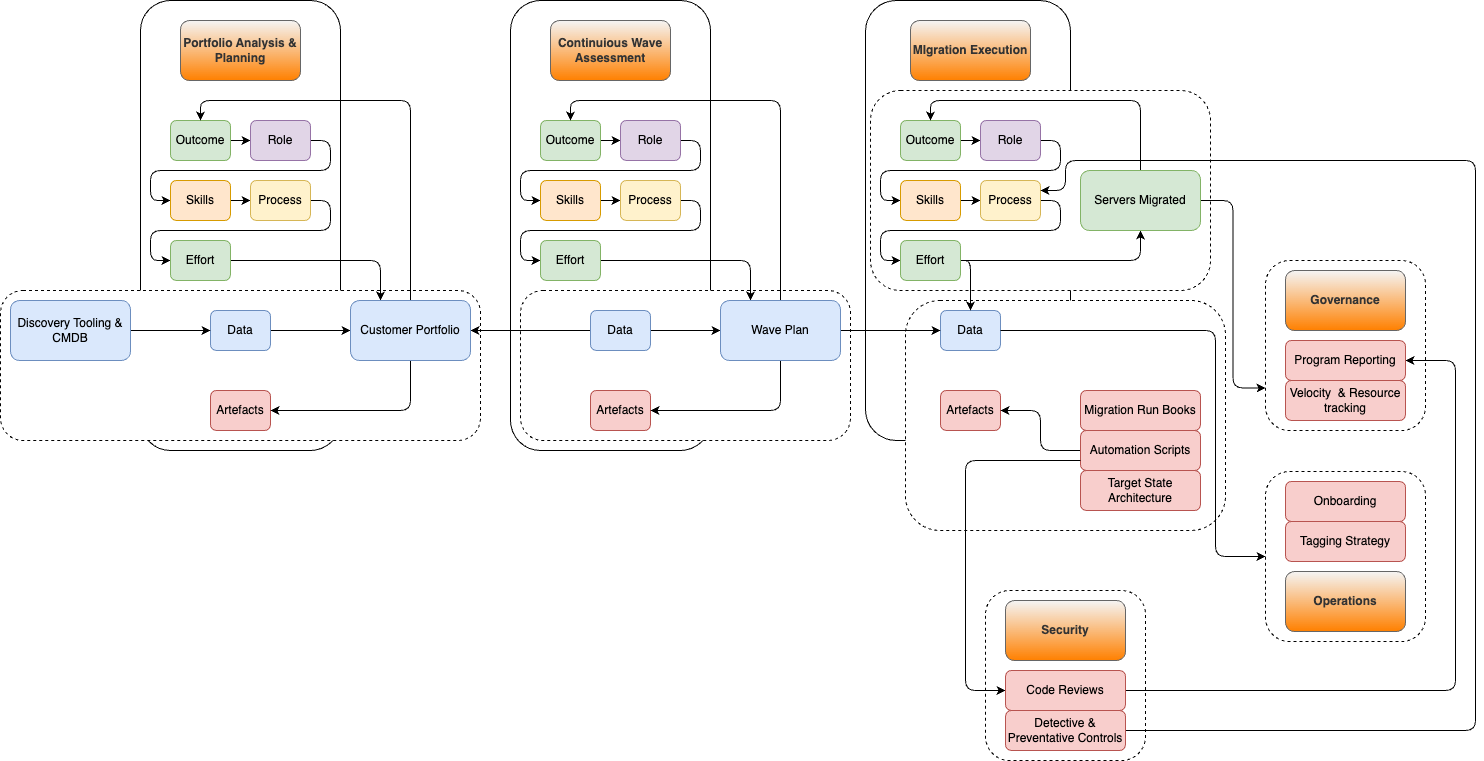 Portfolio Analysis &
Planning
Outcome
Role
Skills
Process
Effort
Discovery Tooling &
CMDB
Data
Customer Portfolio
Artefacts
Continuious Wave
Assessment
Outcome
Role
Skills
Process
Effort
Data
Wave Plan
Artefacts
MIgration Execution
Outcome
Role
Skills
Process
Servers Migrated
Effort
Data
Artefacts
Migration Run Books
Automation Scripts
Target State
Architecture
Governance
Program Reporting
Velocity & Resource
tracking
Onboarding
Tagging Strategy
Operations
Security
Code Reviews
Detective &
Preventative Controls